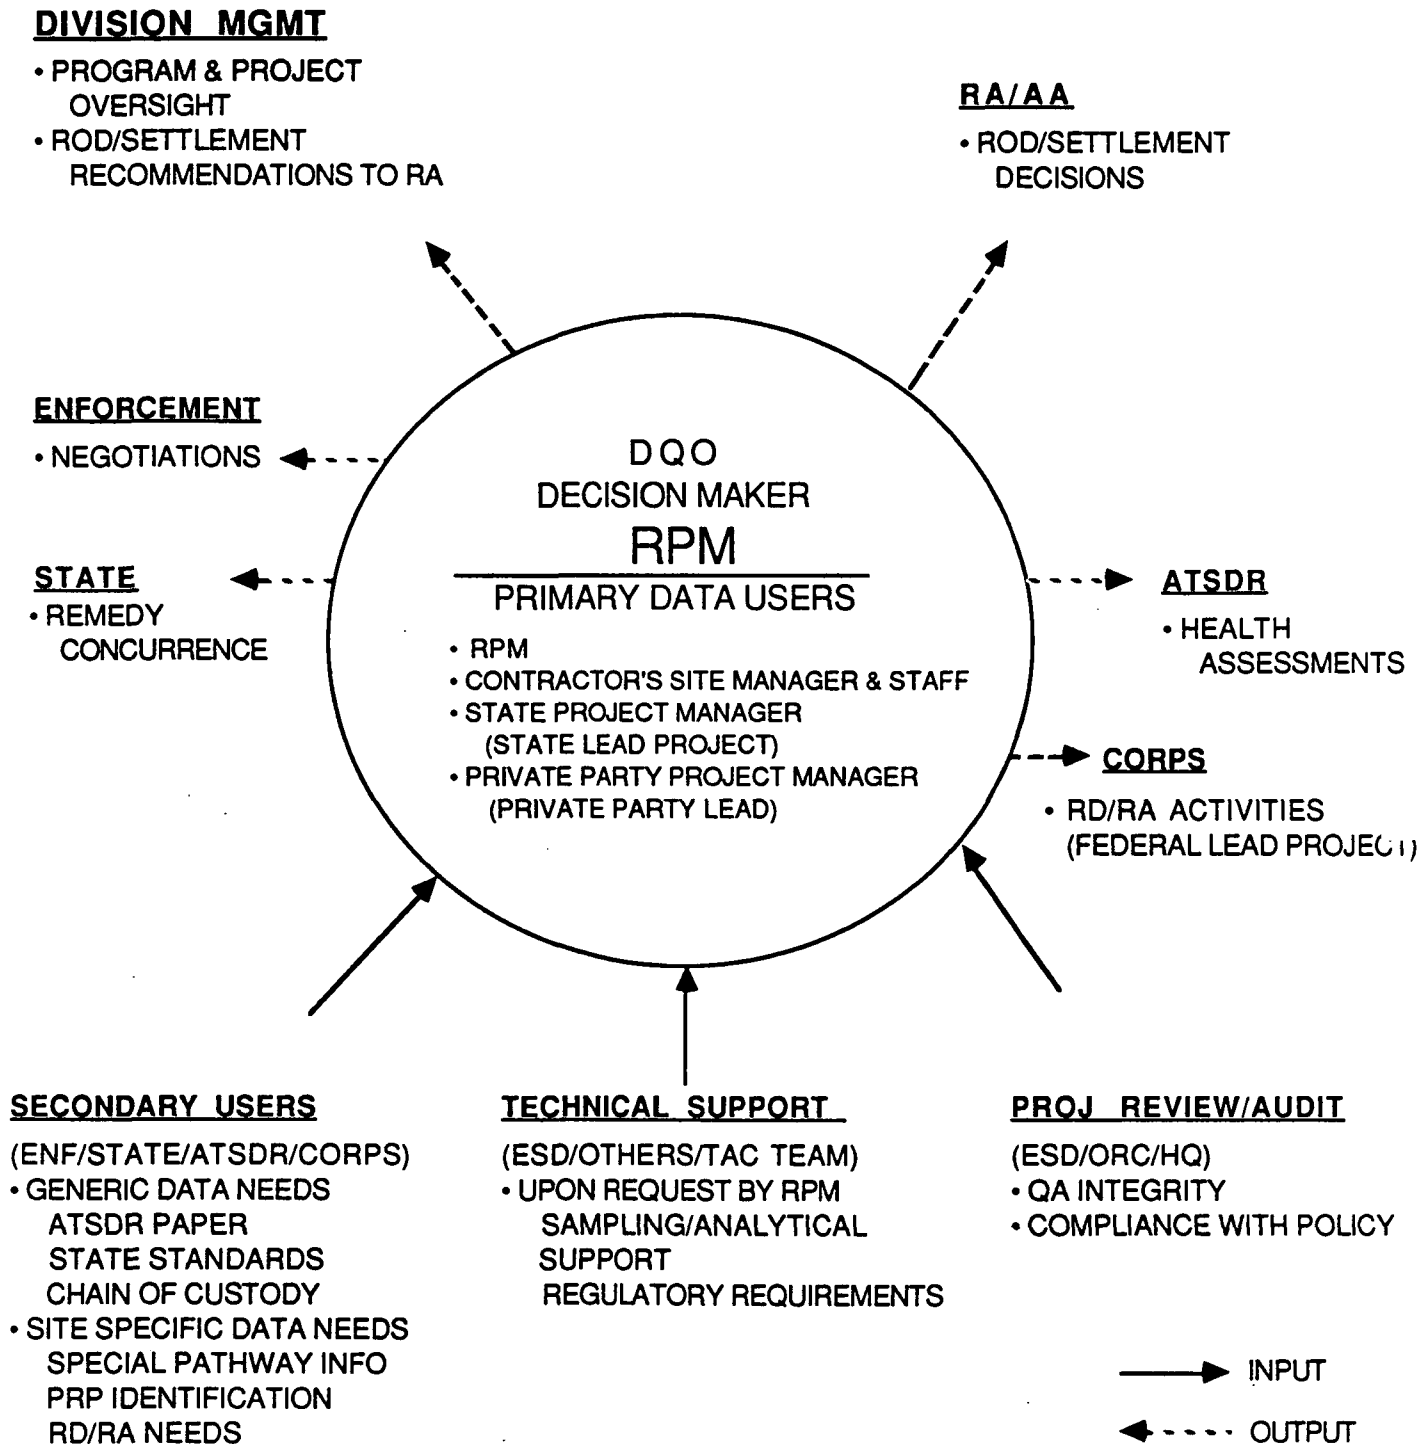 DIVISION MGMT
• PROGRAM & PROJECT
OVERSIGHT
• ROD/SETTLEMENT
RECOMMENDATIONS TO RA
RA/AA
• ROD/SETTLEMENT
DECISIONS
ENFORCEMENT
• NEGOTIATIONS
STATE
• REMEDY
CONCURRENCE
DQO
DECISION MAKER
RPM
PRIMARY DATA USERS
• RPM
• CONTRACTOR'S SITE MANAGER & STAFF
• STATE PROJECT MANAGER
(STATE LEAD PROJECT)
• PRIVATE PARTY PROJECT MANAGER
(PRIVATE PARTY LEAD)
ATSDR
• HEALTH
ASSESSMENTS
CORPS
• RD/RA ACTIVITIES
(FEDERAL LEAD PROJECT)
SECONDARY USERS
(ENF/STATE/ATSDR/CORPS)
• GENERIC DATA NEEDS
ATSDR PAPER
STATE STANDARDS
CHAIN OF CUSTODY
• SITE SPECIFIC DATA NEEDS
SPECIAL PATHWAY INFO
PRP IDENTIFICATION
RD/RA NEEDS
TECHNICAL SUPPORT
(ESD/OTHERS/TAC TEAM)
• UPON REQUEST BY RPM
SAMPLING/ANALYTICAL
SUPPORT
REGULATORY REQUIREMENTS
PROJ REVIEW/AUDIT
(ESD/ORC/HQ)
• QA INTEGRITY
• COMPLIANCE WITH POLICY
INPUT
OUTPUT